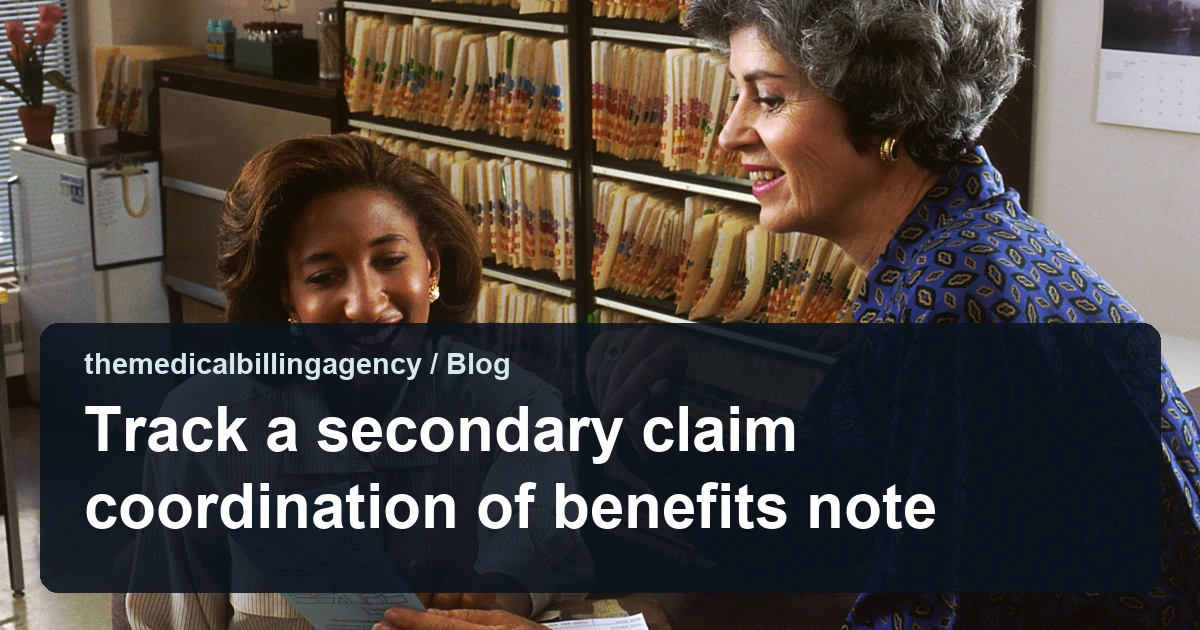 themedicalbillingagency / Blog
Track a secondary claim
coordination of benefits note